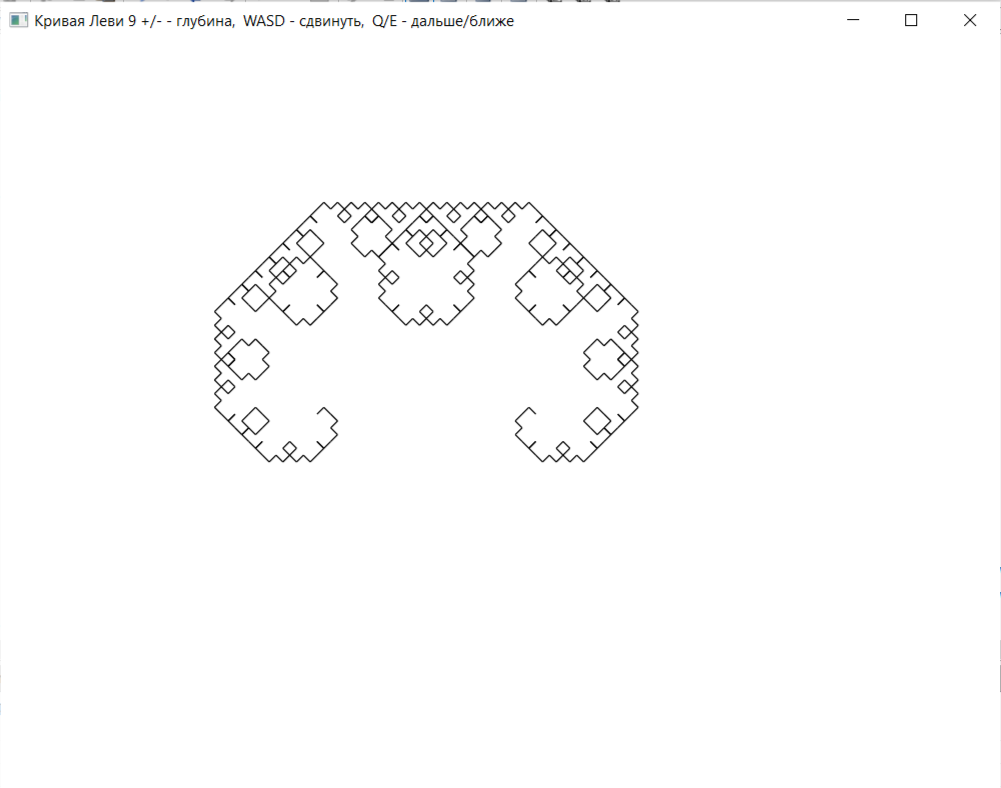 Кривая Леви 9 +/- - глубина,  WASD - сдвинуть,  Q/E - дальше/ближе